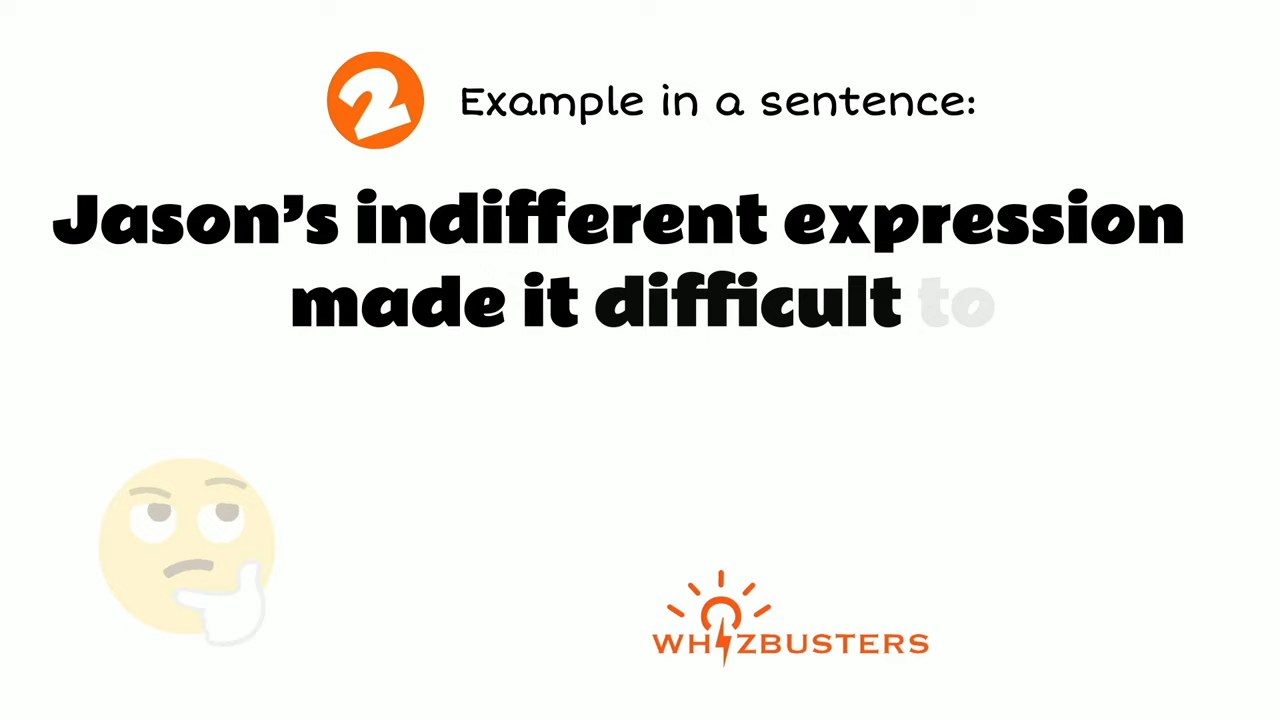 2 Example in a sentence:
Jason’s indifferent expression
made it difficult to
WHIZBUSTERS